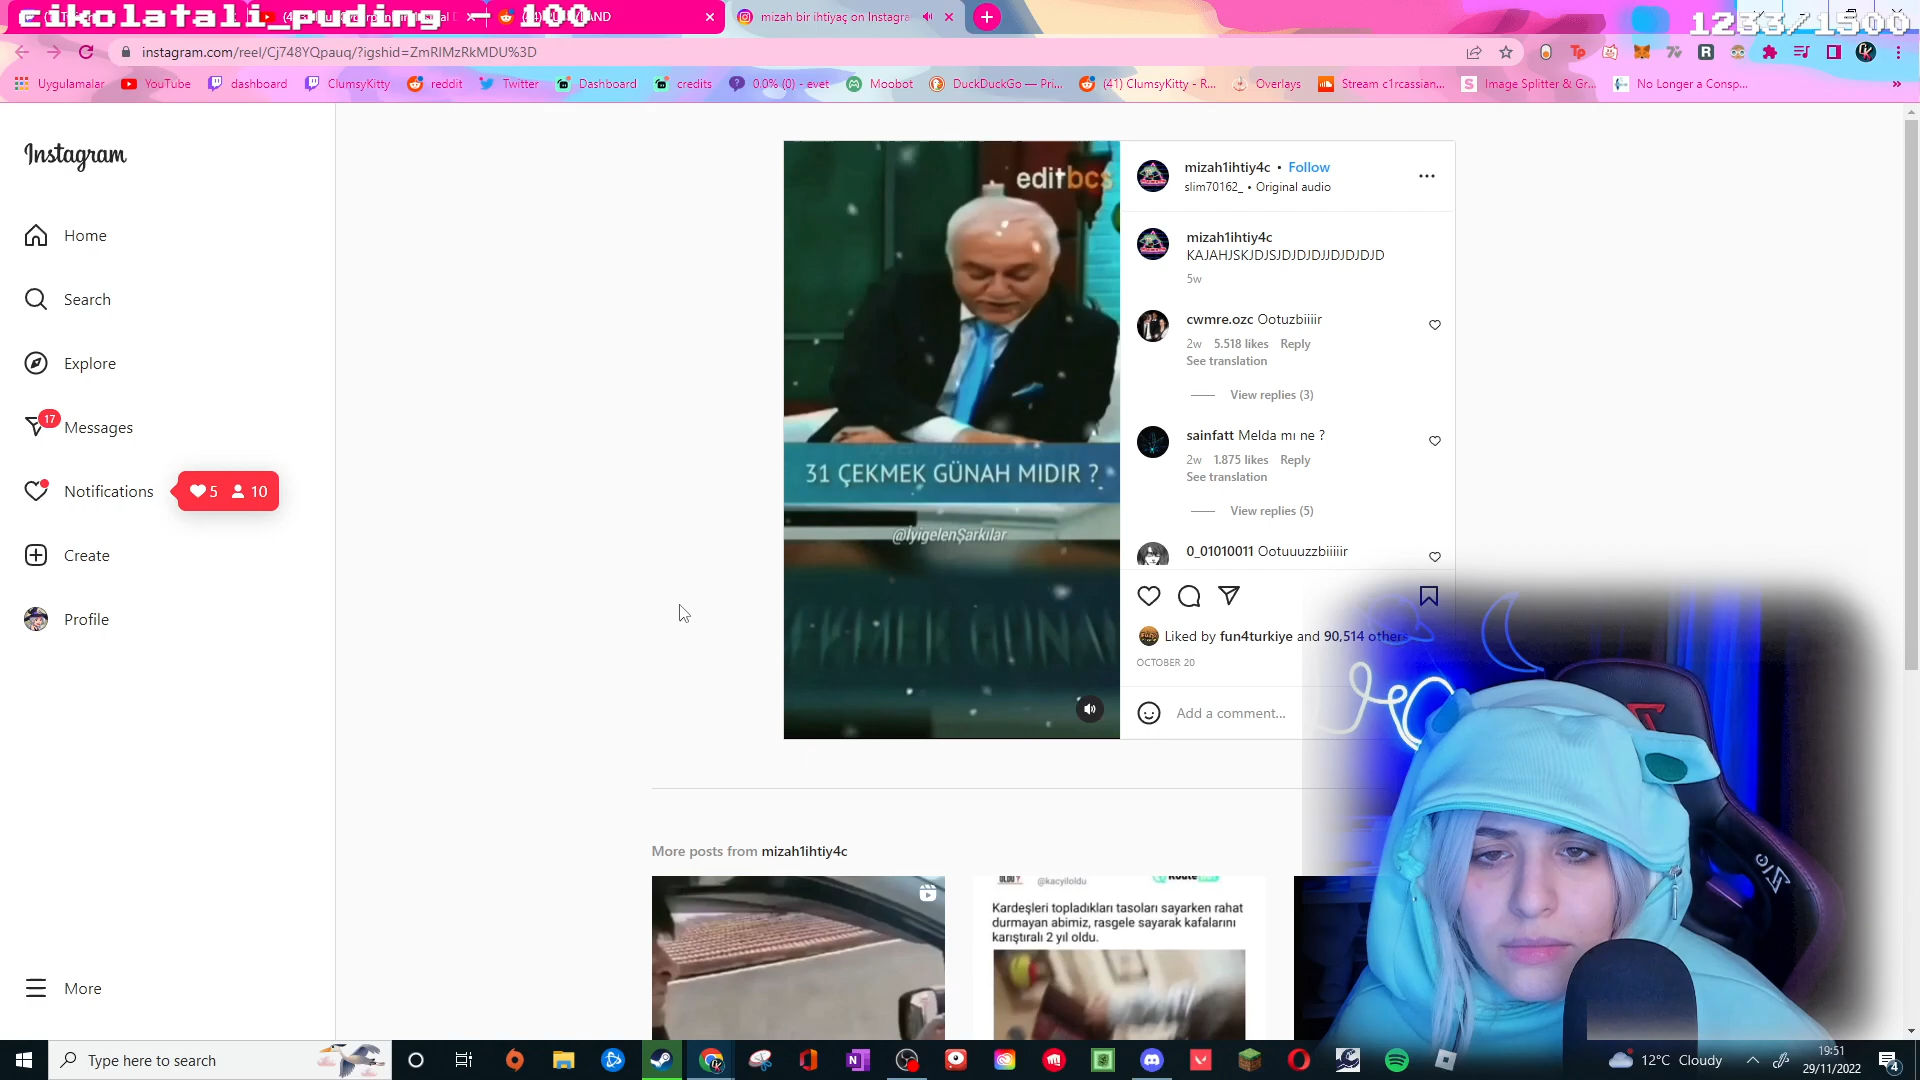 cikolatali_puding - 100
1233/1500
LAND
mizah bir ihtiyaç on Instagra
instagram.com/reel/Cj748YQpauq/?igshid=ZmRlMzRkMDU%3D
Uygulamalar
YouTube
dashboard
ClumsyKitty
reddit
Twitter
Dashboard
credits
0.0% (0) - evet
Moobot
DuckDuckGo — Pri...
(41) ClumsyKitty - R...
Overlays
Stream c1rcassian...
Image Splitter & Gr...
No Longer a Consp...
Instagram
Home
Search
Explore
17
Messages
Notifications
5
10
Create
Profile
More
editbcs
31 ÇEKMEK GÜNAH MIDIR ?
@İyigelenŞarkılar
mizah1ihtiy4c • Follow
slim70162_ • Original audio
mizah1ihtiy4c
KAJAHJSKJDJSJDJDJDJJDJDJDJD
5w
cwmre.ozc Ootuzbiiiir
2w 5.518 likes Reply
See translation
View replies (3)
sainfatt Melda mı ne ?
2w 1.875 likes Reply
See translation
View replies (5)
0_01010011 Ootuuuzzbiiiiir
Liked by fun4turkiye and 90,514 others
OCTOBER 20
Add a comment...
More posts from mizah1ihtiy4c
@kacyiloldu
Kardeşleri topladıkları tasoları sayarken rahat
durmayan abimiz, rasgele sayarak kafalarını
karıştıralı 2 yıl oldu.
Type here to search
12°C Cloudy
19:51
29/11/2022
4